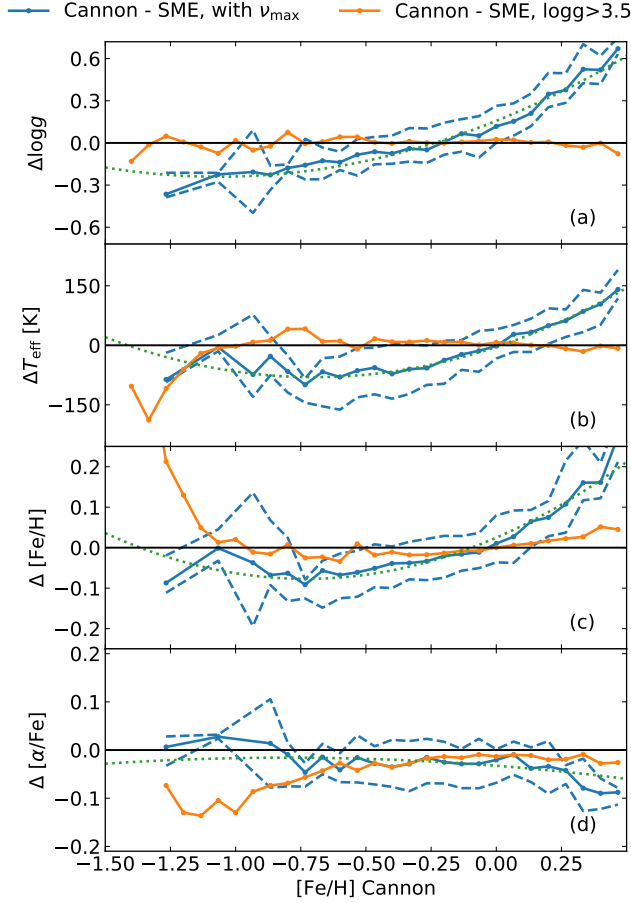 Cannon - SME, with νmax
Cannon - SME, logg>3.5
0.6
0.3
0.0
−0.3
−0.6
Δlogg
(a)
150
0
−150
ΔTeff [K]
(b)
0.2
0.1
0.0
−0.1
−0.2
Δ [Fe/H]
(c)
0.2
0.1
0.0
−0.1
−0.2
Δ [α/Fe]
(d)
−1.50 −1.25 −1.00 −0.75 −0.50 −0.25 0.00 0.25
[Fe/H] Cannon